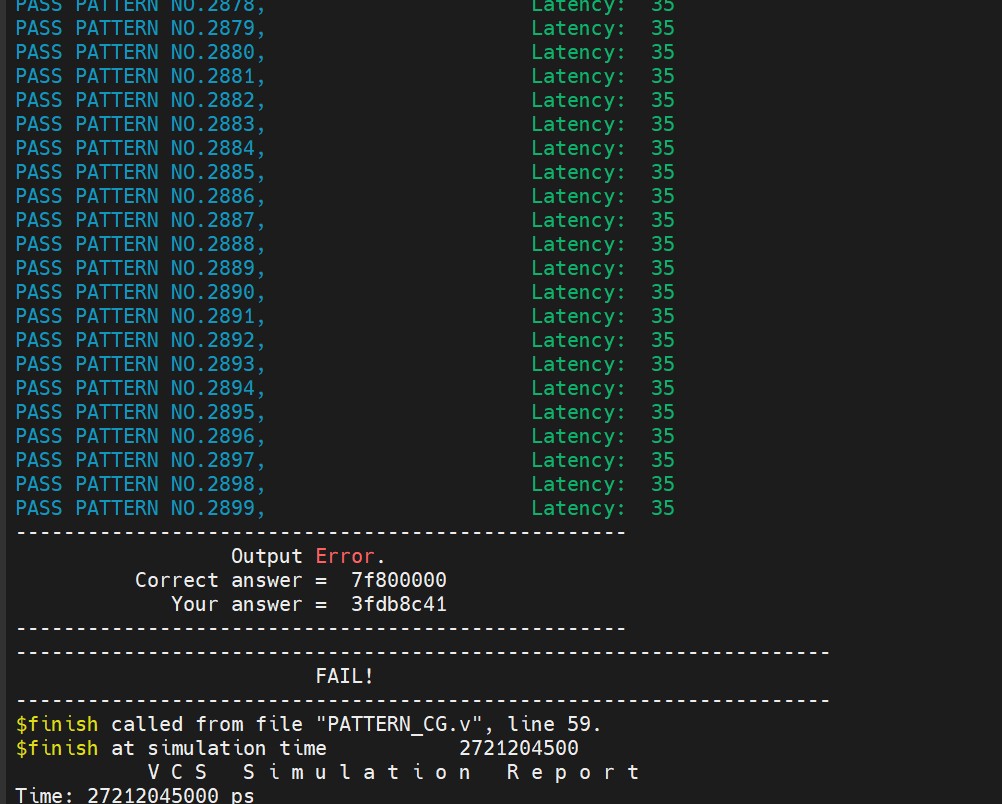 PASS PATTERN NO.2878, Latency: 35
PASS PATTERN NO.2879, Latency: 35
PASS PATTERN NO.2880, Latency: 35
PASS PATTERN NO.2881, Latency: 35
PASS PATTERN NO.2882, Latency: 35
PASS PATTERN NO.2883, Latency: 35
PASS PATTERN NO.2884, Latency: 35
PASS PATTERN NO.2885, Latency: 35
PASS PATTERN NO.2886, Latency: 35
PASS PATTERN NO.2887, Latency: 35
PASS PATTERN NO.2888, Latency: 35
PASS PATTERN NO.2889, Latency: 35
PASS PATTERN NO.2890, Latency: 35
PASS PATTERN NO.2891, Latency: 35
PASS PATTERN NO.2892, Latency: 35
PASS PATTERN NO.2893, Latency: 35
PASS PATTERN NO.2894, Latency: 35
PASS PATTERN NO.2895, Latency: 35
PASS PATTERN NO.2896, Latency: 35
PASS PATTERN NO.2897, Latency: 35
PASS PATTERN NO.2898, Latency: 35
PASS PATTERN NO.2899, Latency: 35
---------------------------------------------------
Output Error.
Correct answer = 7f800000
Your answer = 3fdb8c41
---------------------------------------------------
--------------------------------------------------------------------
FAIL!
--------------------------------------------------------------------
$finish called from file "PATTERN_CG.v", line 59.
$finish at simulation time 2721204500
V C S S i m u l a t i o n R e p o r t
Time: 27212045000 ps